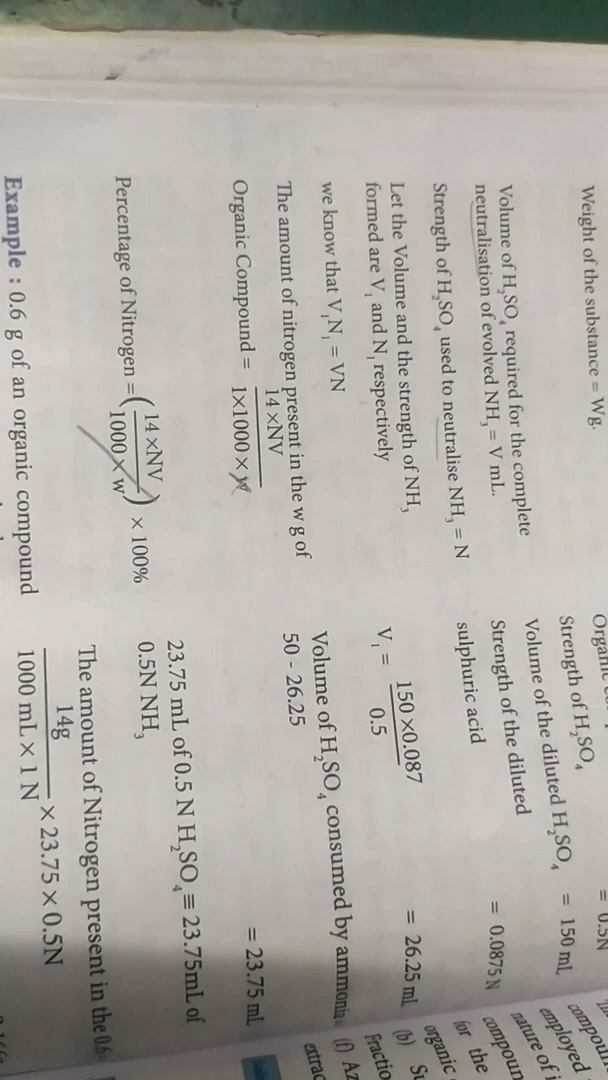 Weight of the substance = Wg.
Volume of H₂SO₄ required for the complete
neutralisation of evolved NH₃ = V mL.
Strength of H₂SO₄ used to neutralise NH₃ = N
Let the Volume and the strength of NH₃
formed are V₁ and N₁ respectively
we know that V₁N₁ = VN
The amount of nitrogen present in the w g of
Organic Compound = 14 ×NV / 1×1000×w
Percentage of Nitrogen = (14 ×NV / 1000 × w) × 100%
Example : 0.6 g of an organic compound
Strength of H₂SO₄ = 0.5N
Volume of the diluted H₂SO₄ = 150 mL
Strength of the diluted
sulphuric acid = 0.0875 N
V₁ = 150 ×0.087 / 0.5 = 26.25 mL
Volume of H₂SO₄ consumed by ammonia
50 - 26.25 = 23.75 mL
23.75 mL of 0.5 N H₂SO₄ ≡ 23.75mL of
0.5N NH₃
The amount of Nitrogen present in the 0.6
14g / 1000 mL × 1 N × 23.75 × 0.5N
employed
nature of
for the
organic
(b)
(f) Az